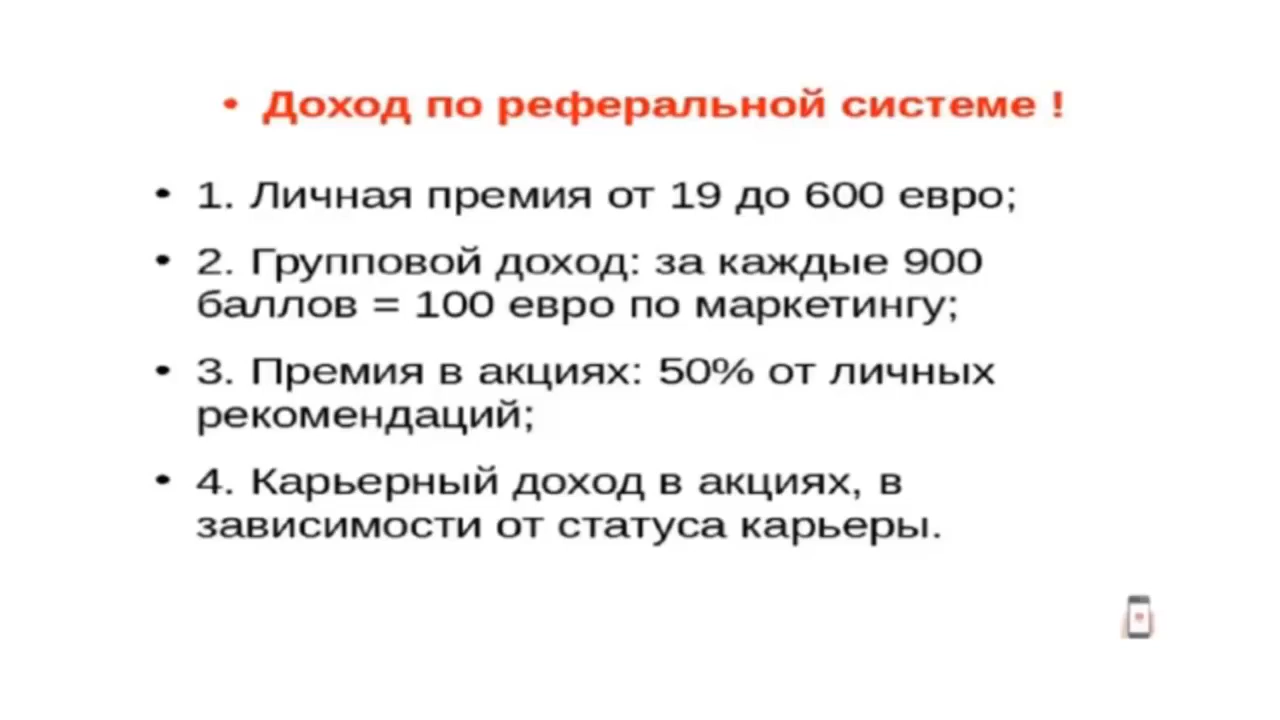 • Доход по реферальной системе !
• 1. Личная премия от 19 до 600 евро;
• 2. Групповой доход: за каждые 900
баллов = 100 евро по маркетингу;
• 3. Премия в акциях: 50% от личных
рекомендаций;
• 4. Карьерный доход в акциях, в
зависимости от статуса карьеры.